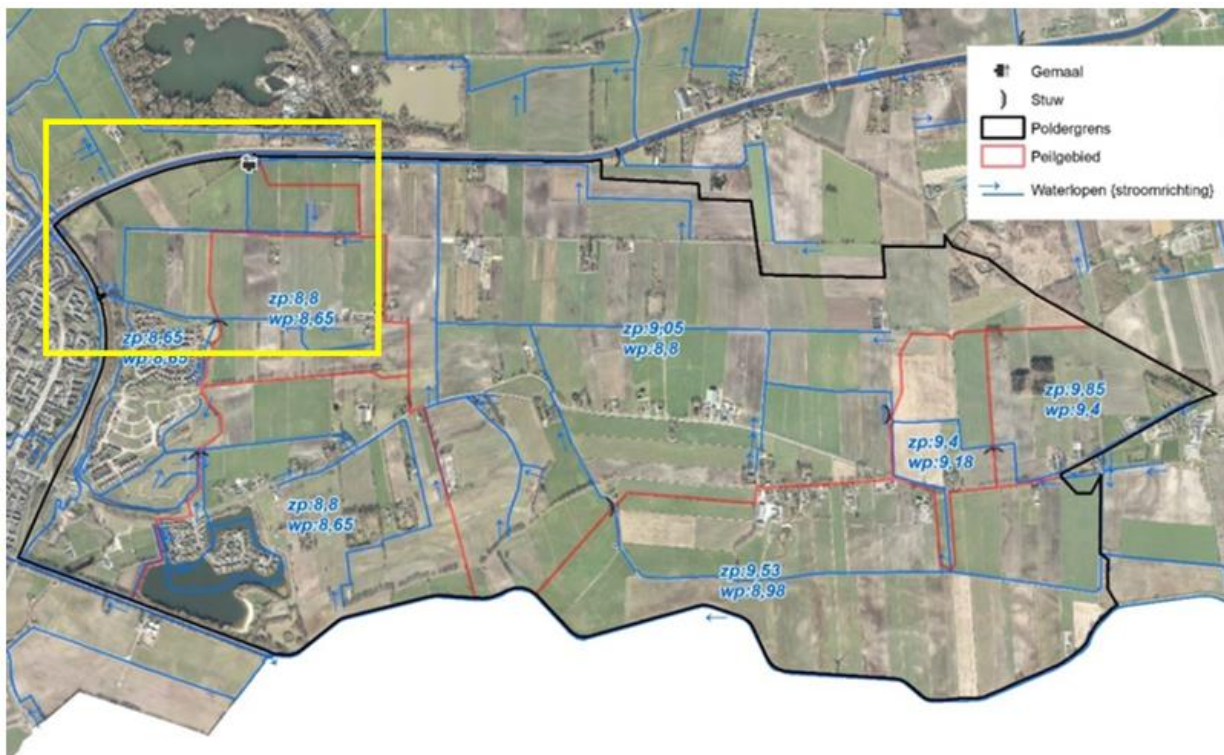 Gemaal
Stuw
Poldergrens
Peilgebied
Waterlopen (stroomrichting)
zp:8,8
wp:8,65
zp:8,65
wp:8,65
zp:9,05
wp:8,8
zp:9,85
wp:9,4
zp:9,4
wp:9,18
zp:8,8
wp:8,65
zp:9,53
wp:8,98